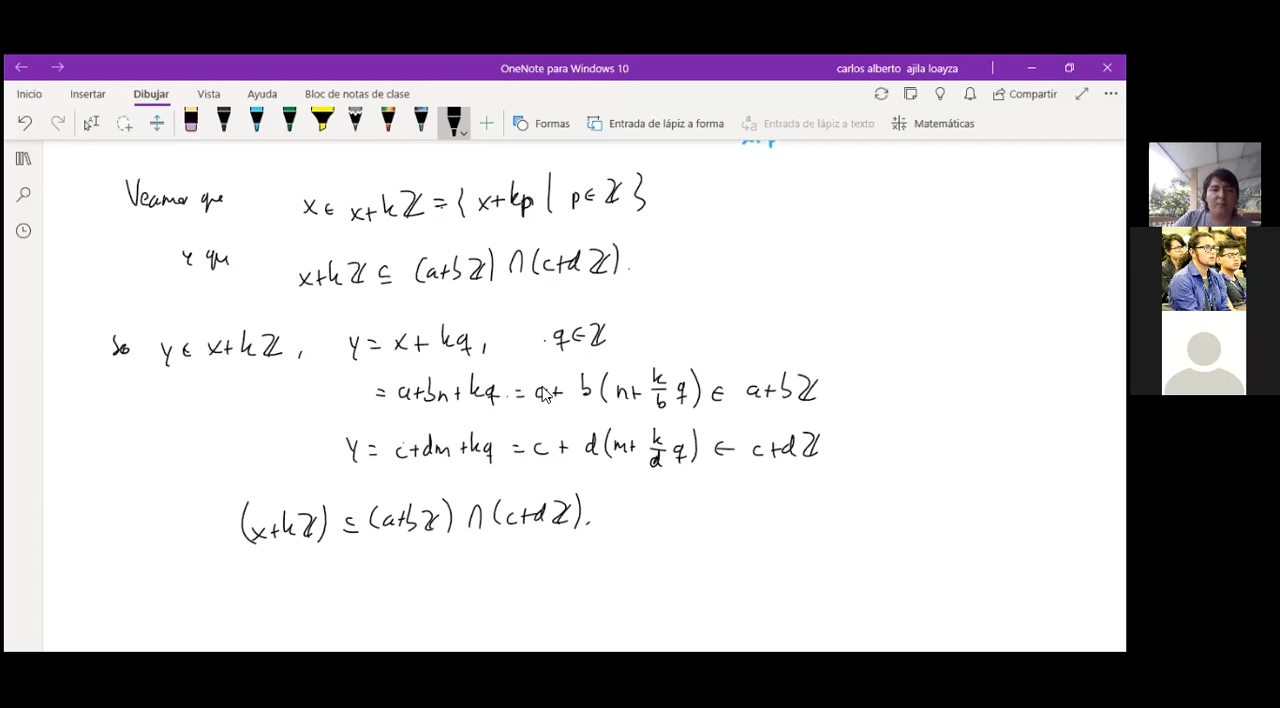 OneNote para Windows 10
carlos alberto ajila loayza
Inicio Insertar Dibujar Vista Ayuda Bloc de notas de clase
Compartir
Formas Entrada de lápiz a forma Entrada de lápiz a texto Matemáticas
Veamos que x ∈ x+kℤ = { x+kp | p ∈ ℤ }
y que x+kℤ ⊆ (a+bℤ) ∩ (c+dℤ).
y ∈ x+kℤ, y = x + kq, q ∈ ℤ
= a+bn+kq = a + b(n+ k/b q) ∈ a+bℤ
y = c+dm+kq = c + d(m+ k/d q) ∈ c+dℤ
(x+kℤ) ⊆ (a+bℤ) ∩ (c+dℤ).